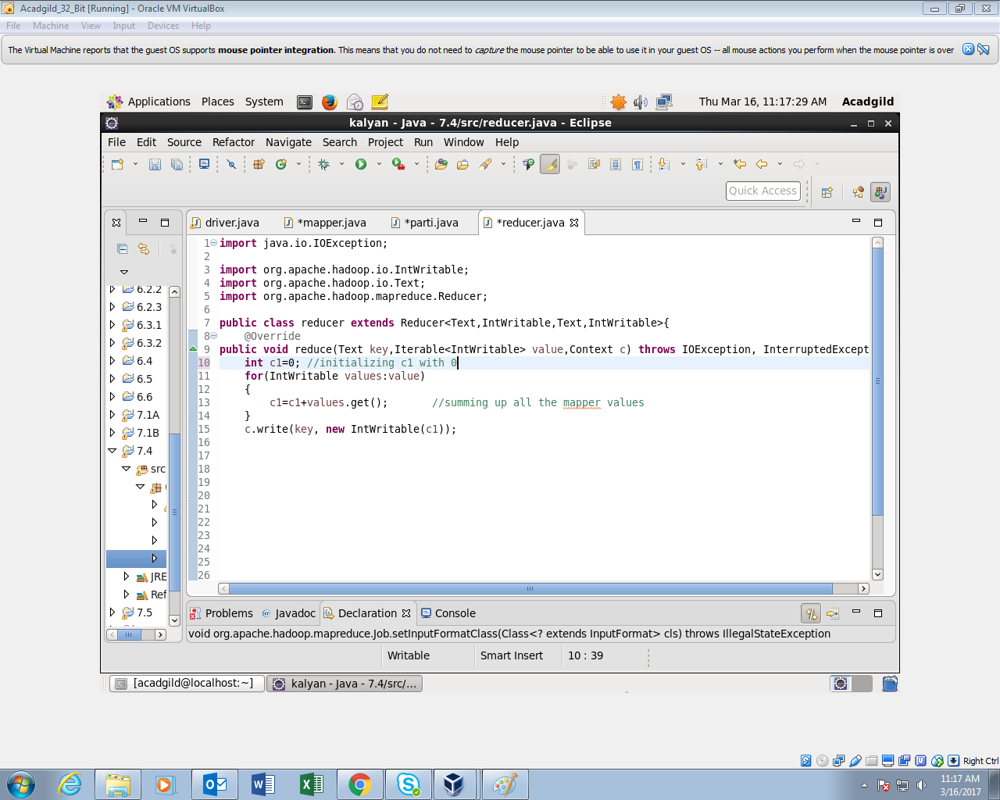 Acadgild_32_Bit [Running] - Oracle VM VirtualBox
File Machine View Input Devices Help
The Virtual Machine reports that the guest OS supports mouse pointer integration. This means that you do not need to capture the mouse pointer to be able to use it in your guest OS -- all mouse actions you perform when the mouse pointer is over
Applications Places System Thu Mar 16, 11:17:29 AM Acadgild
kalyan - Java - 7.4/src/reducer.java - Eclipse
File Edit Source Refactor Navigate Search Project Run Window Help
Quick Access
driver.java *mapper.java *parti.java *reducer.java
6.2.2
6.2.3
6.3.1
6.3.2
6.4
6.5
6.6
7.1A
7.1B
7.4
src
JRE
Ref
7.5
1 import java.io.IOException;
2
3 import org.apache.hadoop.io.IntWritable;
4 import org.apache.hadoop.io.Text;
5 import org.apache.hadoop.mapreduce.Reducer;
6
7 public class reducer extends Reducer<Text,IntWritable,Text,IntWritable>{
8 @Override
9 public void reduce(Text key,Iterable<IntWritable> value,Context c) throws IOException, InterruptedExcept
10 int c1=0; //initializing c1 with 0
11 for(IntWritable values:value)
12 {
13 c1=c1+values.get(); //summing up all the mapper values
14 }
15 c.write(key, new IntWritable(c1));
16
17
18
19
20
21
22
23
24
25
26
Problems @ Javadoc Declaration Console
void org.apache.hadoop.mapreduce.Job.setInputFormatClass(Class<? extends InputFormat> cls) throws IllegalStateException
Writable Smart Insert 10 : 39
[acadgild@localhost:~] kalyan - Java - 7.4/src/...
Right Ctrl
11:17 AM
3/16/2017